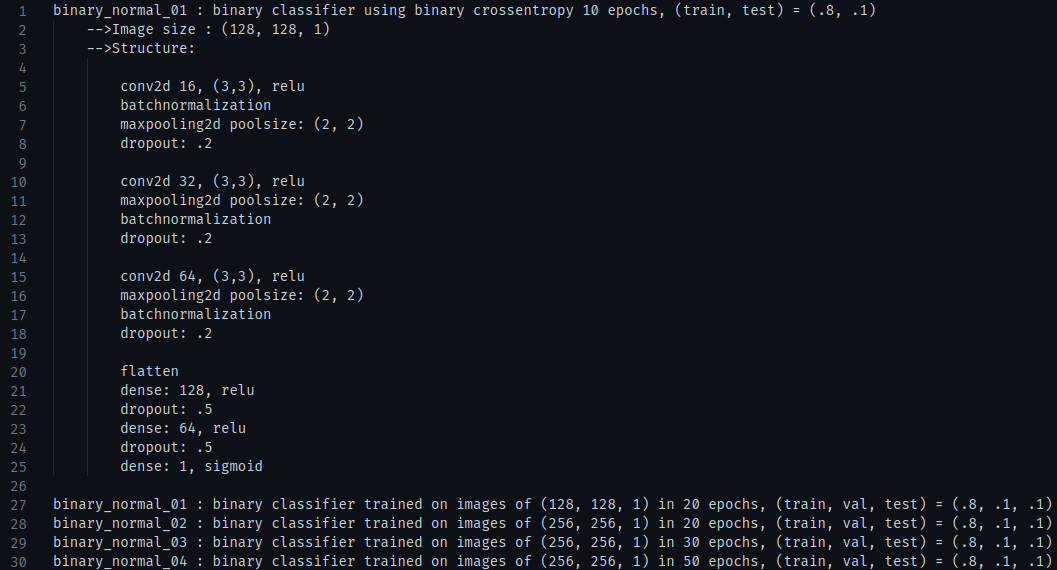 1 binary_normal_01 : binary classifier using binary crossentropy 10 epochs, (train, test) = (.8, .1)
2 -->Image size : (128, 128, 1)
3 -->Structure:
4
5 conv2d 16, (3,3), relu
6 batchnormalization
7 maxpooling2d poolsize: (2, 2)
8 dropout: .2
9
10 conv2d 32, (3,3), relu
11 maxpooling2d poolsize: (2, 2)
12 batchnormalization
13 dropout: .2
14
15 conv2d 64, (3,3), relu
16 maxpooling2d poolsize: (2, 2)
17 batchnormalization
18 dropout: .2
19
20 flatten
21 dense: 128, relu
22 dropout: .5
23 dense: 64, relu
24 dropout: .5
25 dense: 1, sigmoid
26
27 binary_normal_01 : binary classifier trained on images of (128, 128, 1) in 20 epochs, (train, val, test) = (.8, .1, .1)
28 binary_normal_02 : binary classifier trained on images of (256, 256, 1) in 20 epochs, (train, val, test) = (.8, .1, .1)
29 binary_normal_03 : binary classifier trained on images of (256, 256, 1) in 30 epochs, (train, val, test) = (.8, .1, .1)
30 binary_normal_04 : binary classifier trained on images of (256, 256, 1) in 50 epochs, (train, val, test) = (.8, .1, .1)